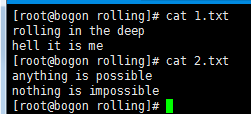 [root@bogon rolling]# cat 1.txt
rolling in the deep
hell it is me
[root@bogon rolling]# cat 2.txt
anything is possible
nothing is impossible
[root@bogon rolling]#